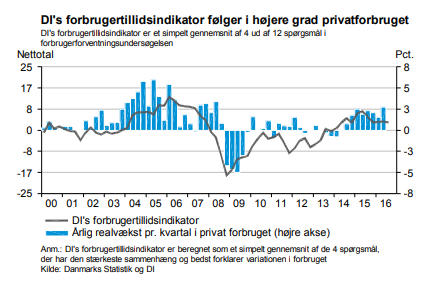 DI's forbrugertillidsindikator følger i højere grad privatforbruget
DI's forbrugertillidsindikator er et simpelt gennemsnit af 4 ud af 12 spørgsmål i
forbrugerforventningsundersøgelsen
Nettotal Pct.
25 8
17 5
8 3
0 0
-8 -3
-17 -5
-25 -8
00 01 02 03 04 05 06 07 08 09 10 11 12 13 14 15 16
DI's forbrugertillidsindikator
Årlig realvækst pr. kvartal i privat forbruget (højre akse)
Anm.: DI's forbrugertillidsindikator er beregnet som et simpelt gennemsnit af de 4 spørgsmål,
der har den stærkeste sammenhæng og bedst forklarer variationen i forbruget
Kilde: Danmarks Statistik og DI